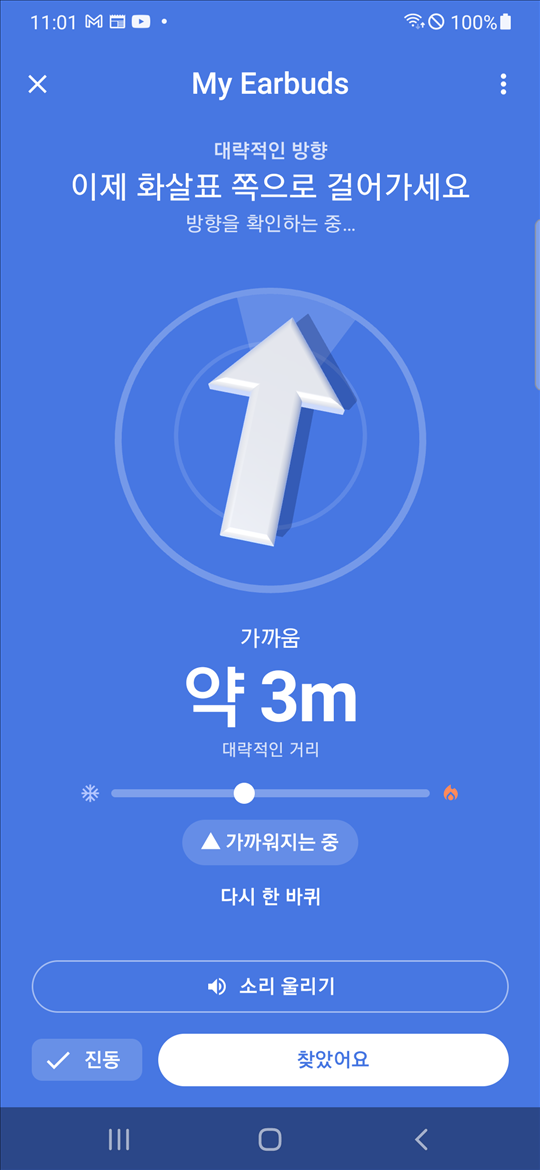 11:01
100%
My Earbuds
대략적인 방향
이제 화살표 쪽으로 걸어가세요
방향을 확인하는 중...
가까움
약 3m
대략적인 거리
가까워지는 중
다시 한 바퀴
소리 울리기
진동
찾았어요